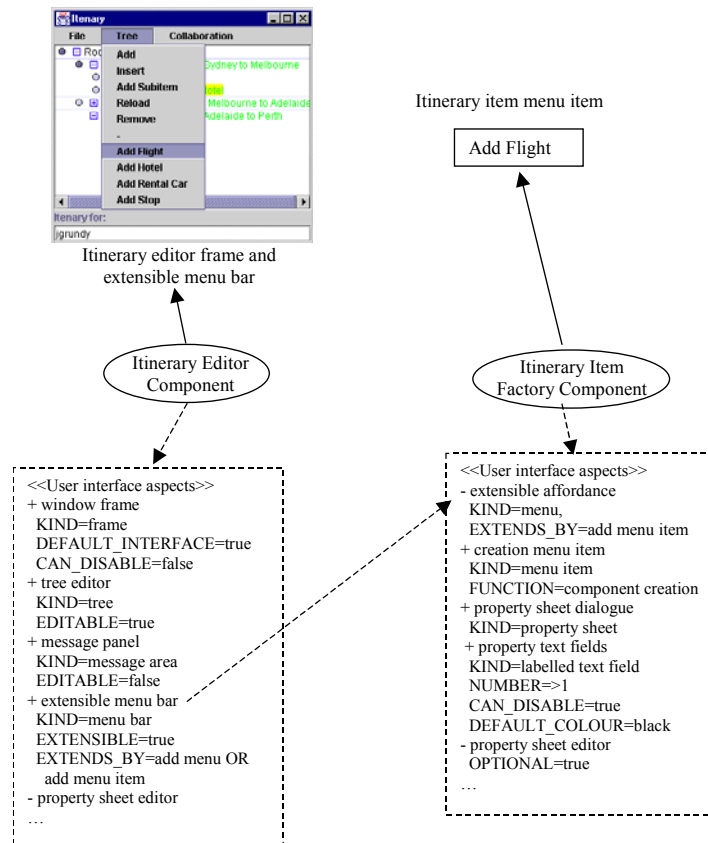 Itenary
File Tree Collaboration
Add
Insert
Add Subitem
Reload
Remove
-
Add Flight
Add Hotel
Add Rental Car
Add Stop
Sydney to Melbourne
Melbourne to Adelaide
Adelaide to Perth
Itenary for:
jgrundy
Itinerary editor frame and
extensible menu bar
Itinerary item menu item
Add Flight
Itinerary Editor
Component
Itinerary Item
Factory Component
<<User interface aspects>>
+ window frame
KIND=frame
DEFAULT_INTERFACE=true
CAN_DISABLE=false
+ tree editor
KIND=tree
EDITABLE=true
+ message panel
KIND=message area
EDITABLE=false
+ extensible menu bar
KIND=menu bar
EXTENSIBLE=true
EXTENDS_BY=add menu OR
add menu item
- property sheet editor
…
<<User interface aspects>>
- extensible affordance
KIND=menu,
EXTENDS_BY=add menu item
+ creation menu item
KIND=menu item
FUNCTION=component creation
+ property sheet dialogue
KIND=property sheet
+ property text fields
KIND=labelled text field
NUMBER=>1
CAN_DISABLE=true
DEFAULT_COLOUR=black
- property sheet editor
OPTIONAL=true
…